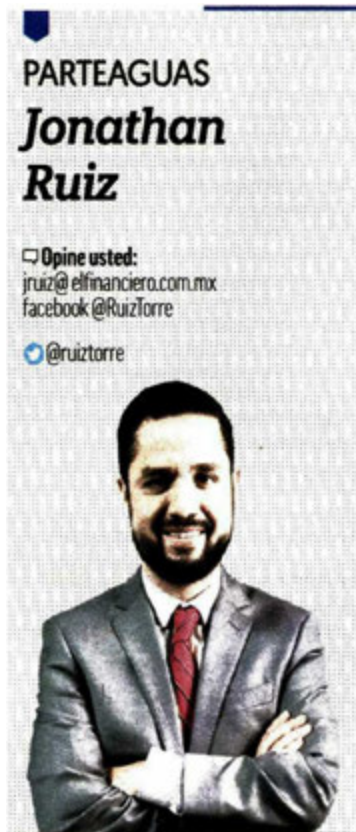 PARTEAGUAS
Jonathan
Ruiz
Opine usted:
jruiz@elfinanciero.com.mx
facebook @RuizTorre
@ruiztorre